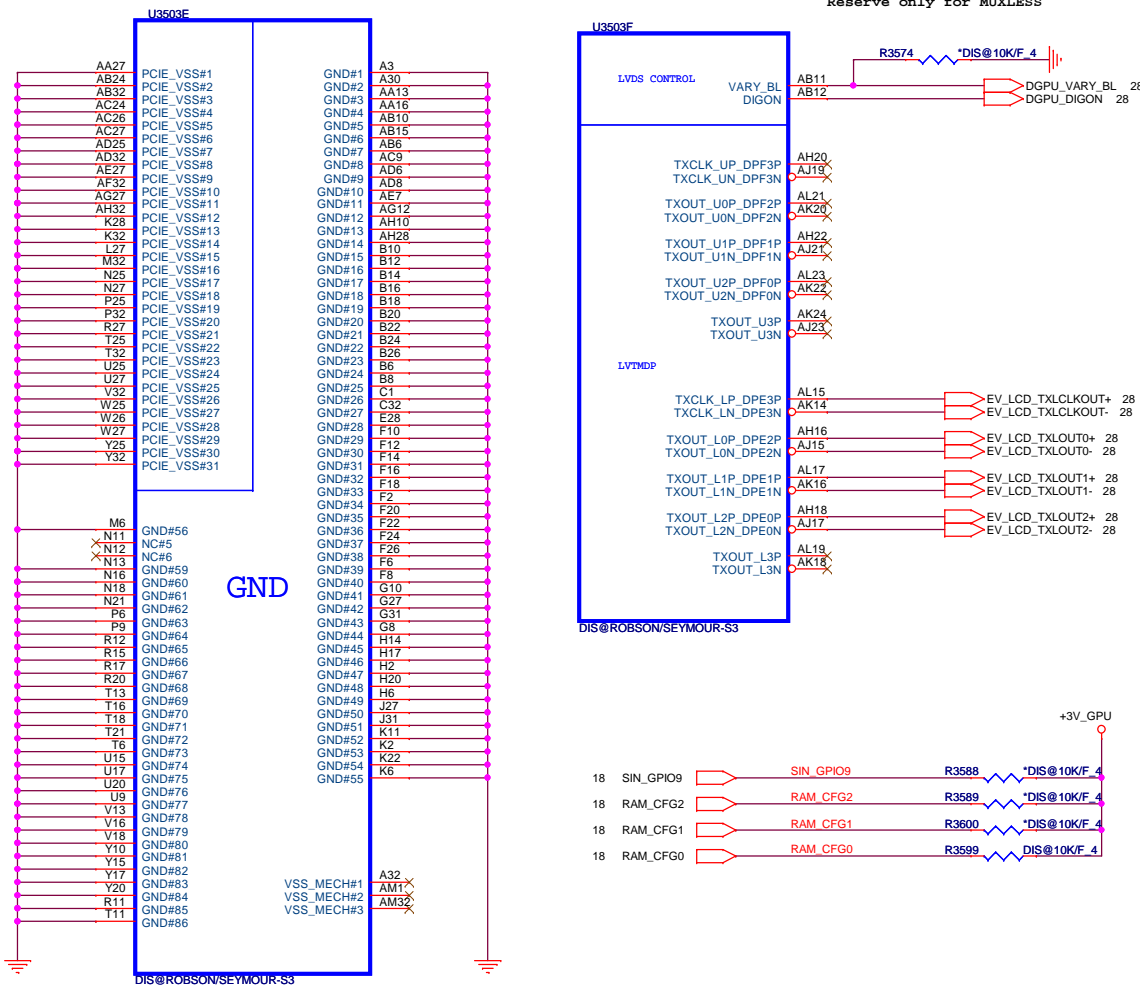 Reserve only for MUXLESS
U3503E
AA27 PCIE_VSS#1
AB24 PCIE_VSS#2
AB32 PCIE_VSS#3
AC24 PCIE_VSS#4
AC26 PCIE_VSS#5
AC27 PCIE_VSS#6
AD25 PCIE_VSS#7
AD32 PCIE_VSS#8
AE27 PCIE_VSS#9
AF32 PCIE_VSS#10
AG27 PCIE_VSS#11
AH32 PCIE_VSS#12
K28 PCIE_VSS#13
K32 PCIE_VSS#14
L27 PCIE_VSS#15
M32 PCIE_VSS#16
N25 PCIE_VSS#17
N27 PCIE_VSS#18
P25 PCIE_VSS#19
P32 PCIE_VSS#20
R27 PCIE_VSS#21
T25 PCIE_VSS#22
T32 PCIE_VSS#23
U25 PCIE_VSS#24
U27 PCIE_VSS#25
V32 PCIE_VSS#26
W25 PCIE_VSS#27
W26 PCIE_VSS#28
W27 PCIE_VSS#29
Y25 PCIE_VSS#30
Y32 PCIE_VSS#31
M6 GND#56
N11 NC#5
N12 NC#6
N13 GND#59
N16 GND#60
N18 GND#61
N21 GND#62
P6 GND#63
P9 GND#64
R12 GND#65
R15 GND#66
R17 GND#67
R20 GND#68
T13 GND#69
T16 GND#70
T18 GND#71
T21 GND#72
T6 GND#73
U15 GND#74
U17 GND#75
U20 GND#76
U9 GND#77
V13 GND#78
V16 GND#79
V18 GND#80
Y10 GND#81
Y15 GND#82
Y17 GND#83
Y20 GND#84
R11 GND#85
T11 GND#86
GND
GND#1 A3
GND#2 A30
GND#3 AA13
GND#4 AA16
GND#5 AB10
GND#6 AB15
GND#7 AB6
GND#8 AC9
GND#9 AD6
GND#10 AD8
GND#11 AE7
GND#12 AG12
GND#13 AH10
GND#14 AH28
GND#15 B10
GND#16 B12
GND#17 B14
GND#18 B16
GND#19 B18
GND#20 B20
GND#21 B22
GND#22 B24
GND#23 B26
GND#24 B6
GND#25 B8
GND#26 C1
GND#27 C32
GND#28 E28
GND#29 F10
GND#30 F12
GND#31 F14
GND#32 F16
GND#33 F18
GND#34 F2
GND#35 F20
GND#36 F22
GND#37 F24
GND#38 F26
GND#39 F6
GND#40 F8
GND#41 G10
GND#42 G27
GND#43 G31
GND#44 G8
GND#45 H14
GND#46 H17
GND#47 H2
GND#48 H20
GND#49 H6
GND#50 J27
GND#51 J31
GND#52 K11
GND#53 K2
GND#54 K22
GND#55 K6
VSS_MECH#1 A32
VSS_MECH#2 AM1
VSS_MECH#3 AM32
DIS@ROBSON/SEYMOUR-S3
U3503F
R3574 *DIS@10K/F_4
LVDS CONTROL
VARY_BL AB11 DGPU_VARY_BL 28
DIGON AB12 DGPU_DIGON 28
TXCLK_UP_DPF3P AH20
TXCLK_UN_DPF3N AJ19
TXOUT_U0P_DPF2P AL21
TXOUT_U0N_DPF2N AK20
TXOUT_U1P_DPF1P AH22
TXOUT_U1N_DPF1N AJ21
TXOUT_U2P_DPF0P AL23
TXOUT_U2N_DPF0N AK22
TXOUT_U3P AK24
TXOUT_U3N AJ23
LVTMDP
TXCLK_LP_DPE3P AL15 EV_LCD_TXLCLKOUT+ 28
TXCLK_LN_DPE3N AK14 EV_LCD_TXLCLKOUT- 28
TXOUT_L0P_DPE2P AH16 EV_LCD_TXLOUT0+ 28
TXOUT_L0N_DPE2N AJ15 EV_LCD_TXLOUT0- 28
TXOUT_L1P_DPE1P AL17 EV_LCD_TXLOUT1+ 28
TXOUT_L1N_DPE1N AK16 EV_LCD_TXLOUT1- 28
TXOUT_L2P_DPE0P AH18 EV_LCD_TXLOUT2+ 28
TXOUT_L2N_DPE0N AJ17 EV_LCD_TXLOUT2- 28
TXOUT_L3P AL19
TXOUT_L3N AK18
DIS@ROBSON/SEYMOUR-S3
+3V_GPU
18 SIN_GPIO9 SIN_GPIO9 R3588 *DIS@10K/F_4
18 RAM_CFG2 RAM_CFG2 R3589 *DIS@10K/F_4
18 RAM_CFG1 RAM_CFG1 R3600 *DIS@10K/F_4
18 RAM_CFG0 RAM_CFG0 R3599 DIS@10K/F_4